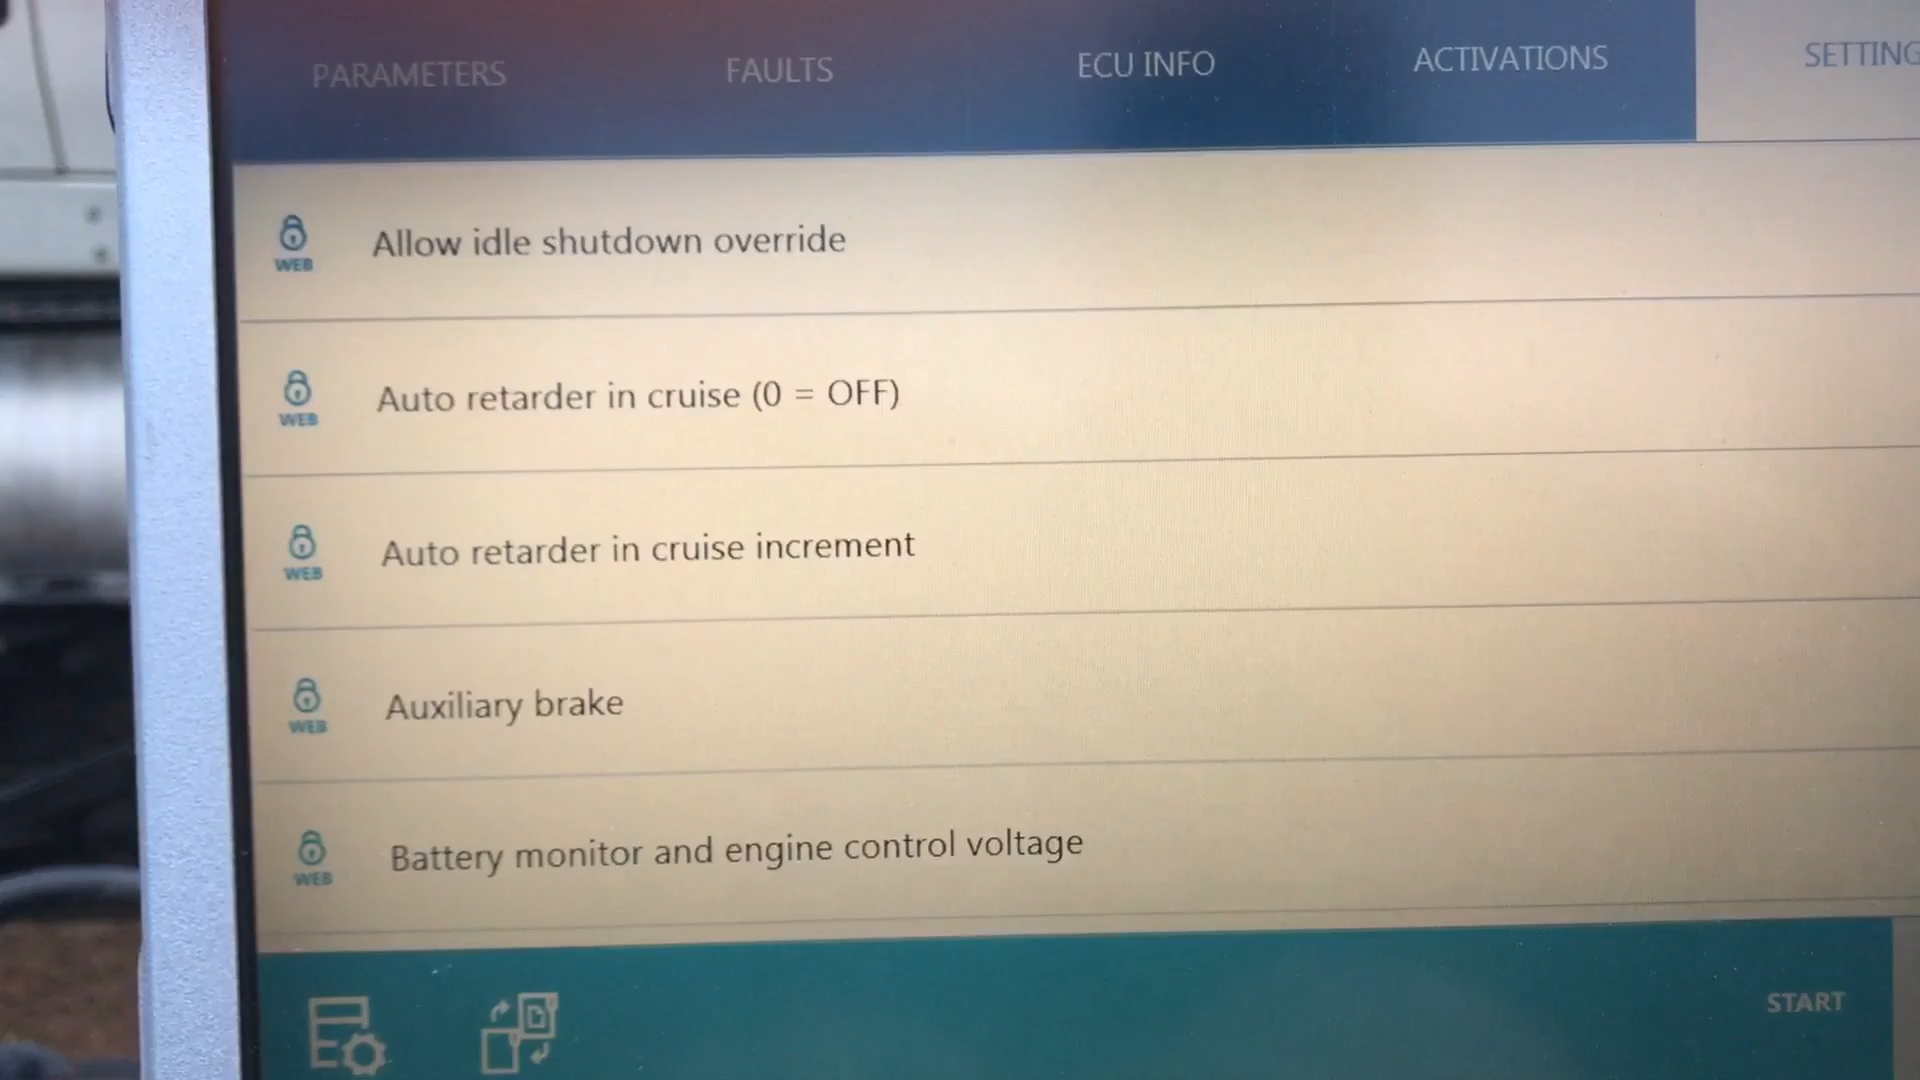 PARAMETERS
FAULTS
ECU INFO
ACTIVATIONS
SETTING
WEB
Allow idle shutdown override
WEB
Auto retarder in cruise (0 = OFF)
WEB
Auto retarder in cruise increment
WEB
Auxiliary brake
WEB
Battery monitor and engine control voltage
START